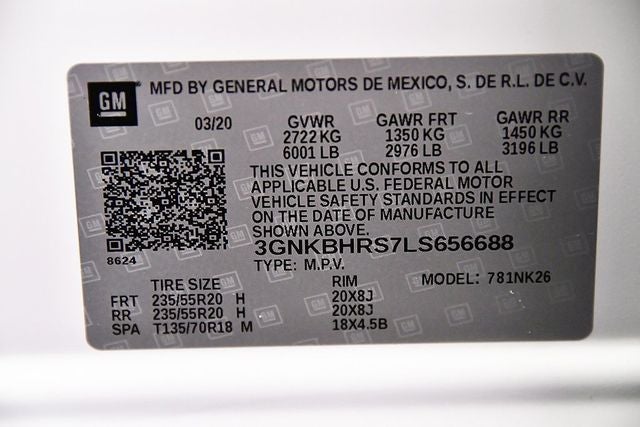 GM MFD BY GENERAL MOTORS DE MEXICO, S. DE R.L. DE C.V.
03/20 GVWR GAWR FRT GAWR RR
2722 KG 1350 KG 1450 KG
6001 LB 2976 LB 3196 LB
THIS VEHICLE CONFORMS TO ALL
APPLICABLE U.S. FEDERAL MOTOR
VEHICLE SAFETY STANDARDS IN EFFECT
ON THE DATE OF MANUFACTURE
SHOWN ABOVE.
3GNKBHRS7LS656688
8624 TYPE: M.P.V.
MODEL: 781NK26
TIRE SIZE RIM
FRT 235/55R20 H 20X8J
RR 235/55R20 H 20X8J
SPA T135/70R18 M 18X4.5B